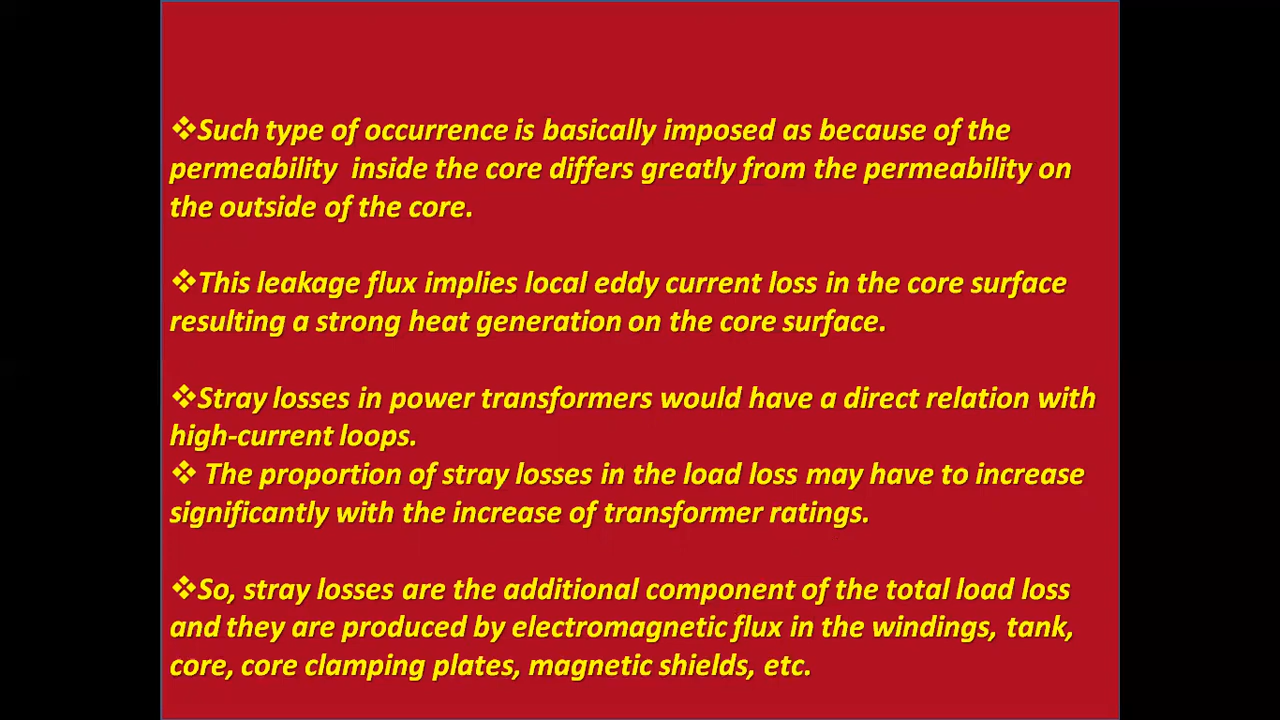 ❖Such type of occurrence is basically imposed as because of the
permeability  inside the core differs greatly from the permeability on
the outside of the core.
❖This leakage flux implies local eddy current loss in the core surface
resulting a strong heat generation on the core surface.
❖Stray losses in power transformers would have a direct relation with
high-current loops.
❖ The proportion of stray losses in the load loss may have to increase
significantly with the increase of transformer ratings.
❖So, stray losses are the additional component of the total load loss
and they are produced by electromagnetic flux in the windings, tank,
core, core clamping plates, magnetic shields, etc.